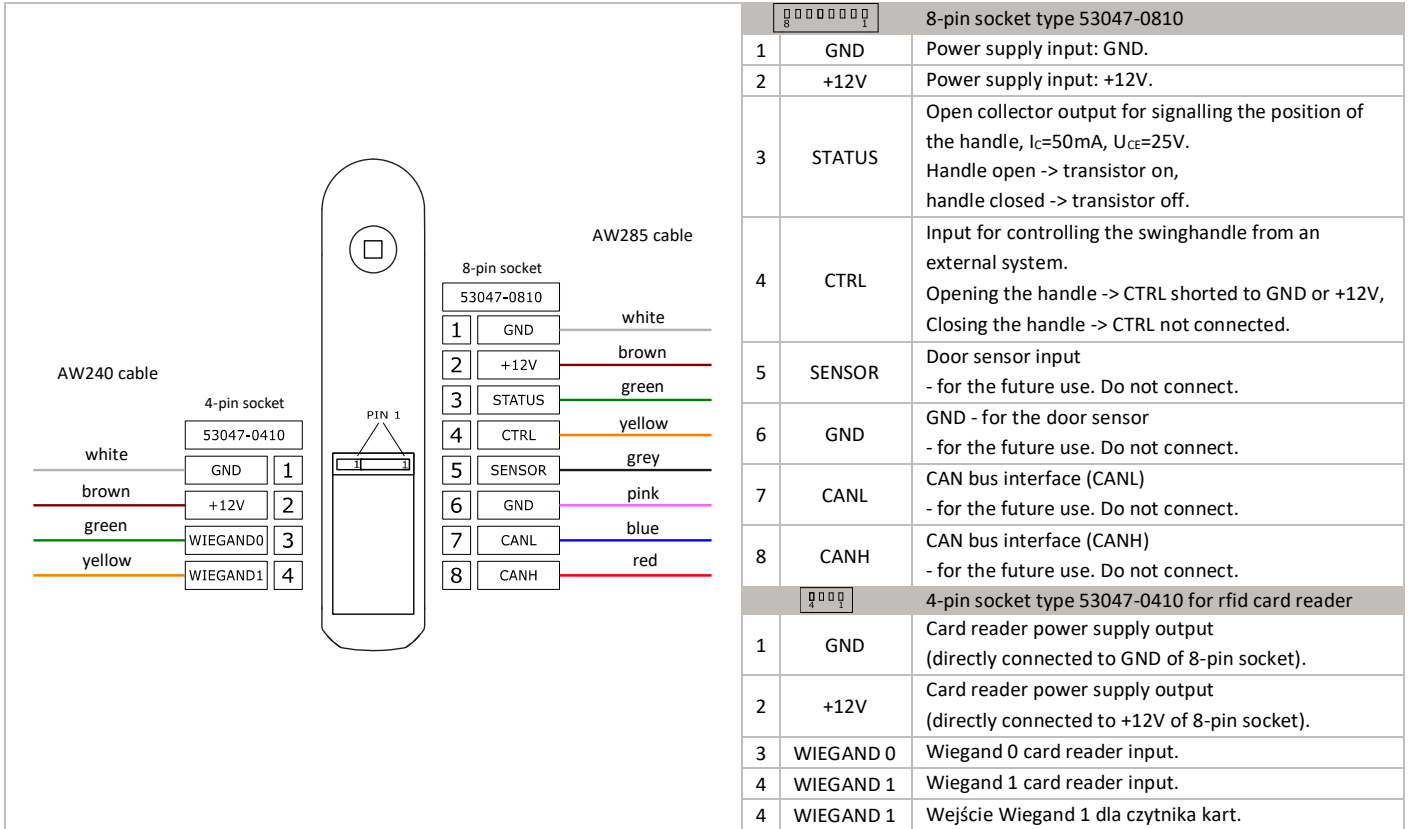 AW240 cable
4-pin socket
53047-0410
white
GND 1
brown
+12V 2
green
WIEGAND0 3
yellow
WIEGAND1 4
PIN 1
1 1
AW285 cable
8-pin socket
53047-0810
1 GND white
2 +12V brown
3 STATUS green
4 CTRL yellow
5 SENSOR grey
6 GND pink
7 CANL blue
8 CANH red
8 1 8-pin socket type 53047-0810
1 GND Power supply input: GND.
2 +12V Power supply input: +12V.
3 STATUS Open collector output for signalling the position of
the handle, IC=50mA, UCE=25V.
Handle open -> transistor on,
handle closed -> transistor off.
4 CTRL Input for controlling the swinghandle from an
external system.
Opening the handle -> CTRL shorted to GND or +12V,
Closing the handle -> CTRL not connected.
5 SENSOR Door sensor input
- for the future use. Do not connect.
6 GND GND - for the door sensor
- for the future use. Do not connect.
7 CANL CAN bus interface (CANL)
- for the future use. Do not connect.
8 CANH CAN bus interface (CANH)
- for the future use. Do not connect.
4 1 4-pin socket type 53047-0410 for rfid card reader
1 GND Card reader power supply output
(directly connected to GND of 8-pin socket).
2 +12V Card reader power supply output
(directly connected to +12V of 8-pin socket).
3 WIEGAND 0 Wiegand 0 card reader input.
4 WIEGAND 1 Wiegand 1 card reader input.
4 WIEGAND 1 Wejście Wiegand 1 dla czytnika kart.